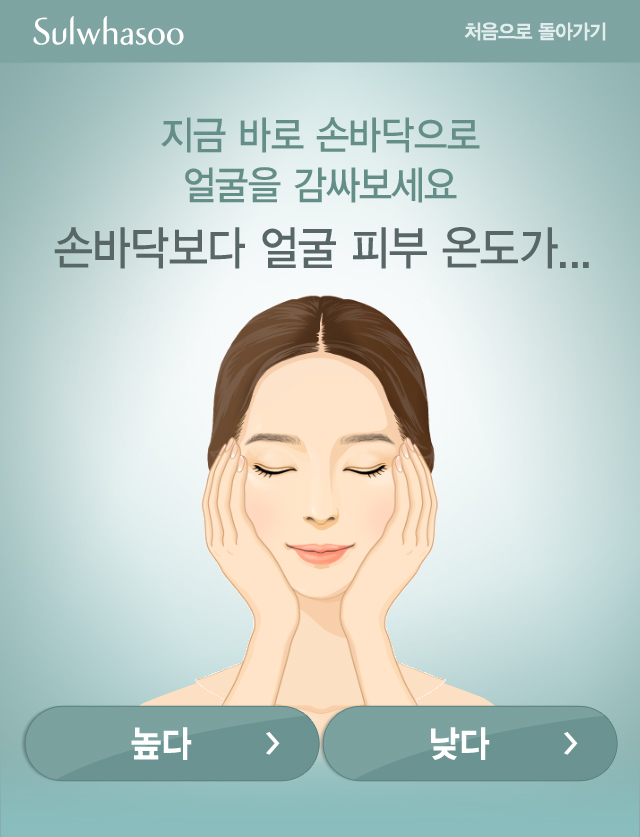 Sulwhasoo
처음으로 돌아가기
지금 바로 손바닥으로
얼굴을 감싸보세요
손바닥보다 얼굴 피부 온도가...
높다
낮다